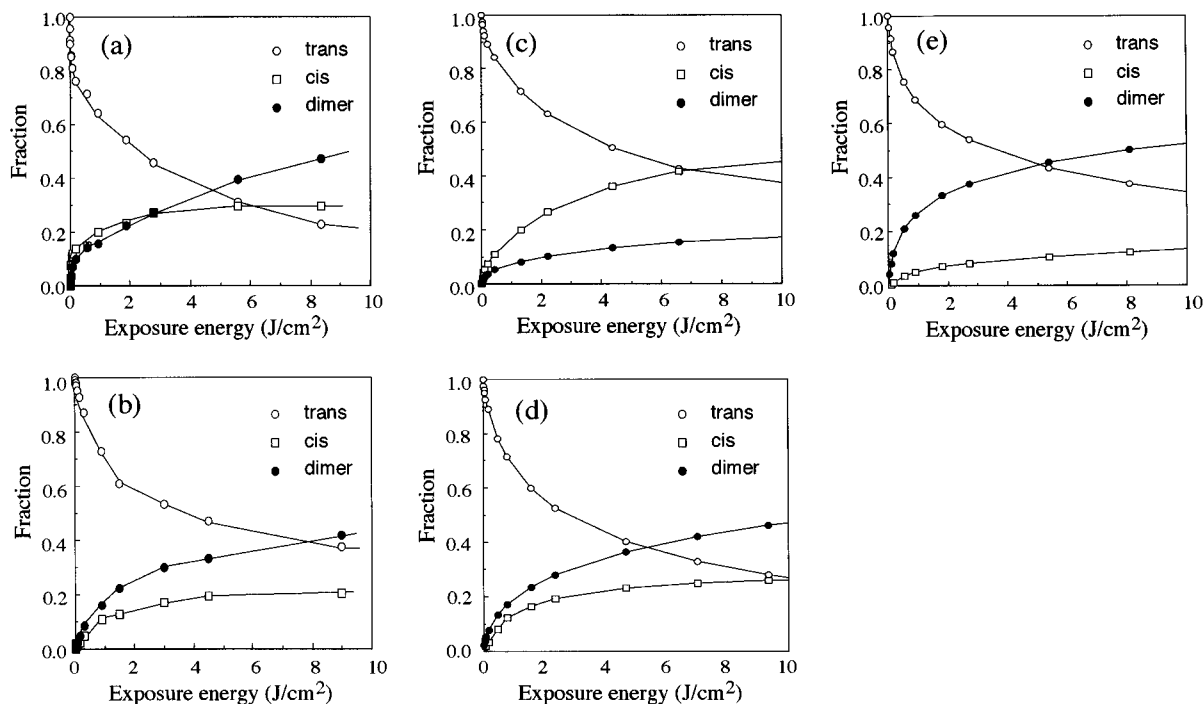 (a)
trans
cis
dimer
Fraction
1.0
0.8
0.6
0.4
0.2
0.0
0 2 4 6 8 10
Exposure energy (J/cm2)
(c)
trans
cis
dimer
Fraction
1.0
0.8
0.6
0.4
0.2
0.0
0 2 4 6 8 10
Exposure energy (J/cm2)
(e)
trans
cis
dimer
Fraction
1.0
0.8
0.6
0.4
0.2
0.0
0 2 4 6 8 10
Exposure energy (J/cm2)
(b)
trans
cis
dimer
Fraction
1.0
0.8
0.6
0.4
0.2
0.0
0 2 4 6 8 10
Exposure energy (J/cm2)
(d)
trans
cis
dimer
Fraction
1.0
0.8
0.6
0.4
0.2
0.0
0 2 4 6 8 10
Exposure energy (J/cm2)